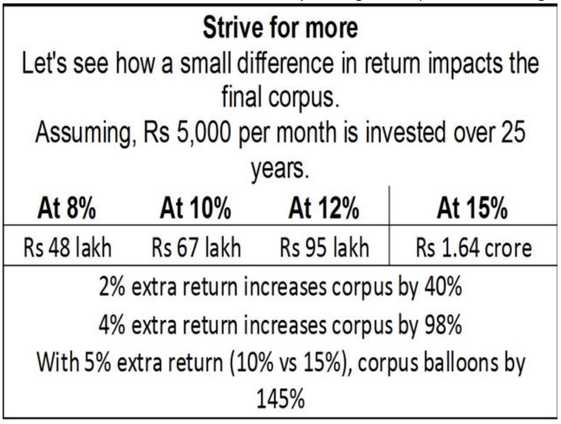 Strive for more
Let's see how a small difference in return impacts the
final corpus.
Assuming, Rs 5,000 per month is invested over 25
years.
At 8% At 10% At 12% At 15%
Rs 48 lakh Rs 67 lakh Rs 95 lakh Rs 1.64 crore
2% extra return increases corpus by 40%
4% extra return increases corpus by 98%
With 5% extra return (10% vs 15%), corpus balloons by
145%